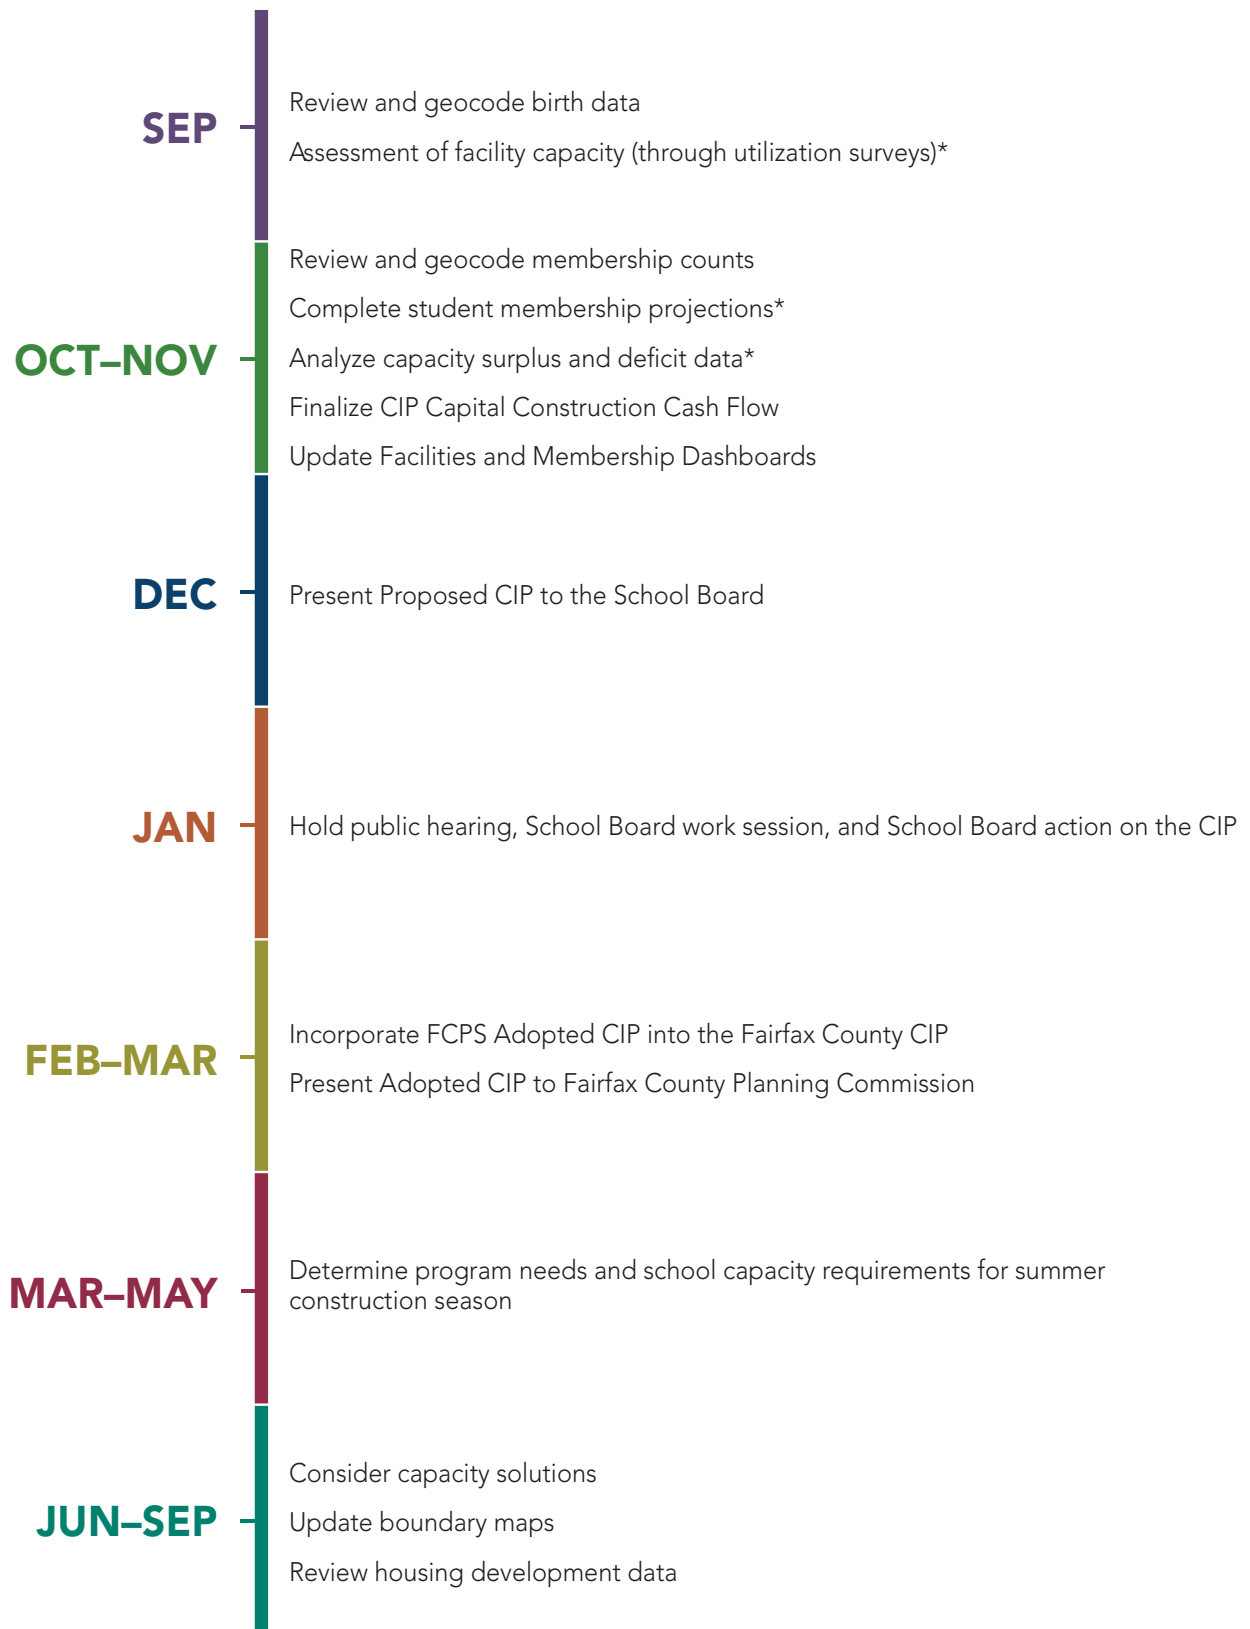 SEP
Review and geocode birth data
Assessment of facility capacity (through utilization surveys)*
OCT–NOV
Review and geocode membership counts
Complete student membership projections*
Analyze capacity surplus and deficit data*
Finalize CIP Capital Construction Cash Flow
Update Facilities and Membership Dashboards
DEC
Present Proposed CIP to the School Board
JAN
Hold public hearing, School Board work session, and School Board action on the CIP
FEB–MAR
Incorporate FCPS Adopted CIP into the Fairfax County CIP
Present Adopted CIP to Fairfax County Planning Commission
MAR–MAY
Determine program needs and school capacity requirements for summer
construction season
JUN–SEP
Consider capacity solutions
Update boundary maps
Review housing development data